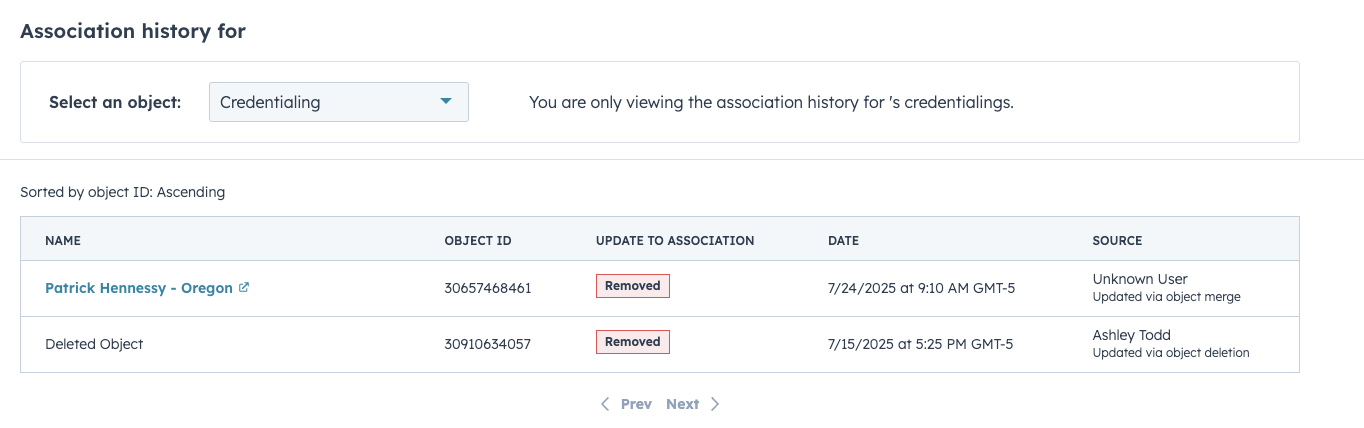 Association history for
Select an object: Credentialing You are only viewing the association history for 's credentialings.
Sorted by object ID: Ascending
NAME OBJECT ID UPDATE TO ASSOCIATION DATE SOURCE
Patrick Hennessy - Oregon 30657468461 Removed 7/24/2025 at 9:10 AM GMT-5 Unknown User
Updated via object merge
Deleted Object 30910634057 Removed 7/15/2025 at 5:25 PM GMT-5 Ashley Todd
Updated via object deletion
Prev Next